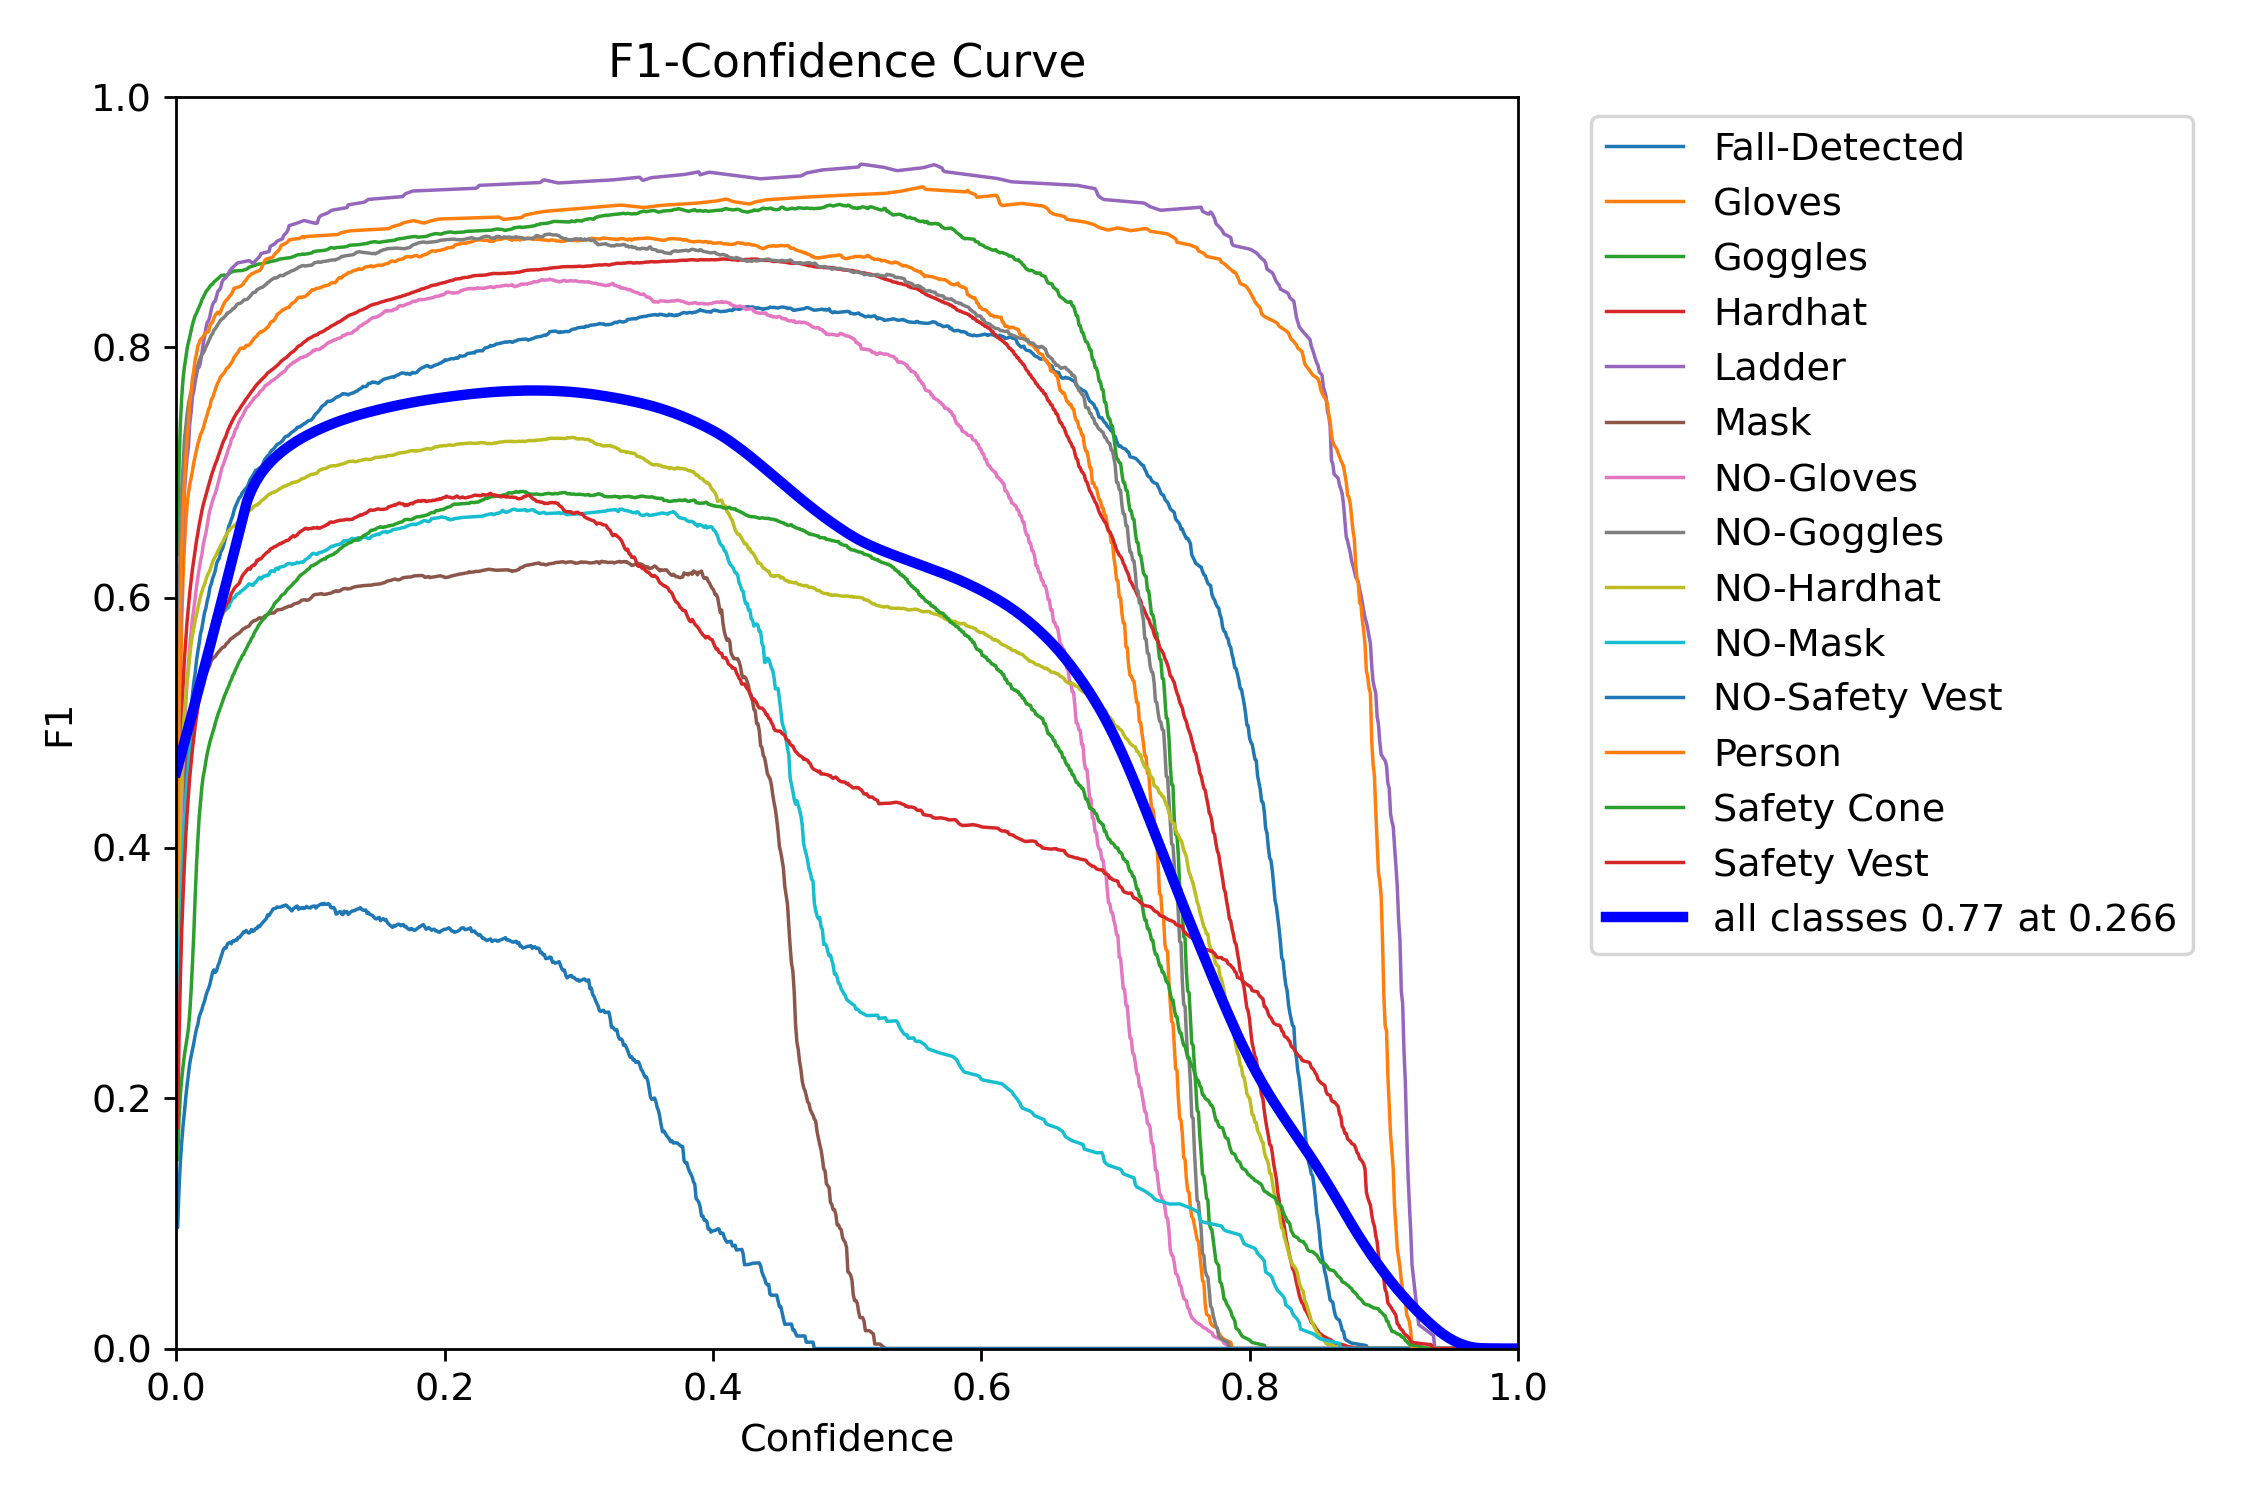 F1-Confidence Curve
1.0
0.8
0.6
0.4
0.2
0.0
F1
0.0 0.2 0.4 0.6 0.8 1.0
Confidence
Fall-Detected
Gloves
Goggles
Hardhat
Ladder
Mask
NO-Gloves
NO-Goggles
NO-Hardhat
NO-Mask
NO-Safety Vest
Person
Safety Cone
Safety Vest
all classes 0.77 at 0.266